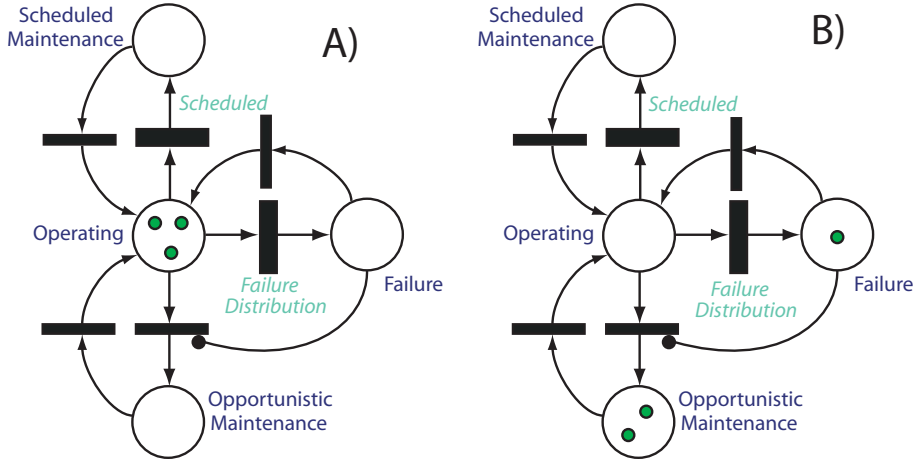 A)
Scheduled
Maintenance
Scheduled
Operating
Failure
Distribution
Failure
Opportunistic
Maintenance
B)
Scheduled
Maintenance
Scheduled
Operating
Failure
Distribution
Failure
Opportunistic
Maintenance